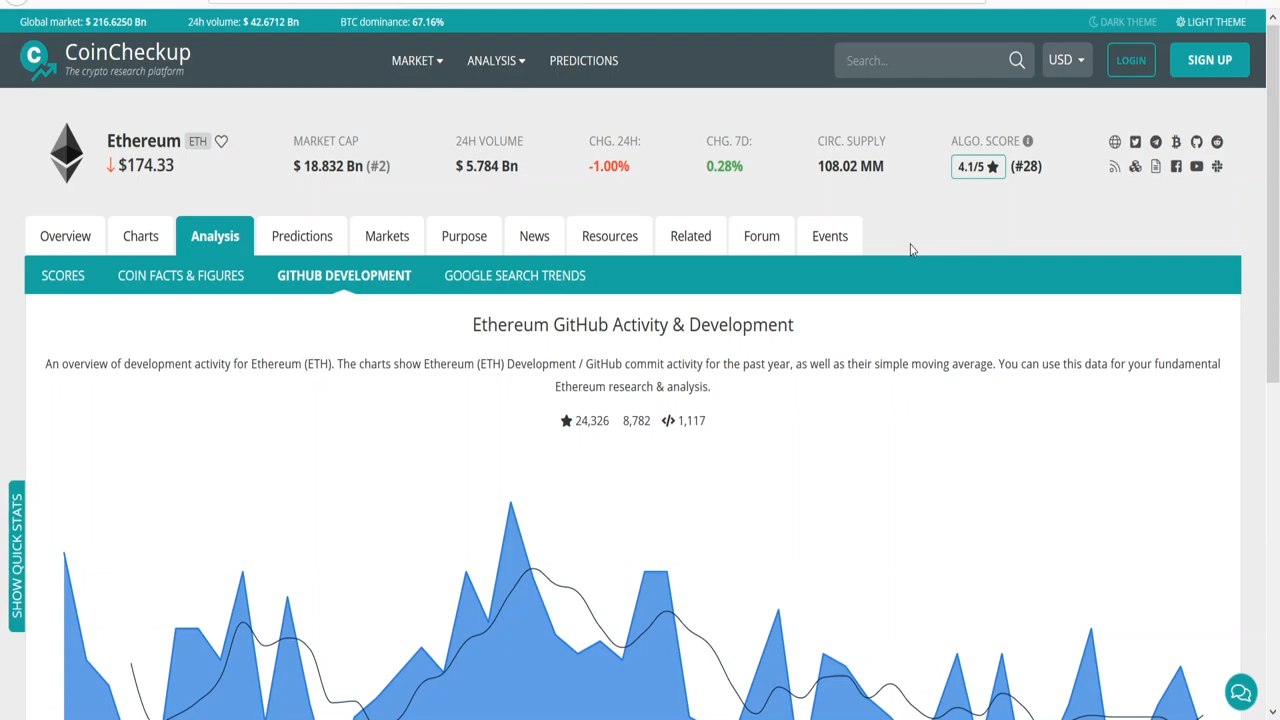 Global market: $ 216.6250 Bn 24h volume: $ 42.6712 Bn BTC dominance: 67.16% DARK THEME LIGHT THEME
CoinCheckup
The crypto research platform
MARKET ANALYSIS PREDICTIONS Search... USD LOGIN SIGN UP
Ethereum ETH MARKET CAP 24H VOLUME CHG. 24H: CHG. 7D: CIRC. SUPPLY ALGO. SCORE
$174.33 $ 18.832 Bn (#2) $ 5.784 Bn -1.00% 0.28% 108.02 MM 4.1/5 (#28)
Overview Charts Analysis Predictions Markets Purpose News Resources Related Forum Events
SCORES COIN FACTS & FIGURES GITHUB DEVELOPMENT GOOGLE SEARCH TRENDS
Ethereum GitHub Activity & Development
An overview of development activity for Ethereum (ETH). The charts show Ethereum (ETH) Development / GitHub commit activity for the past year, as well as their simple moving average. You can use this data for your fundamental
Ethereum research & analysis.
24,326 8,782 1,117
SHOW QUICK STATS